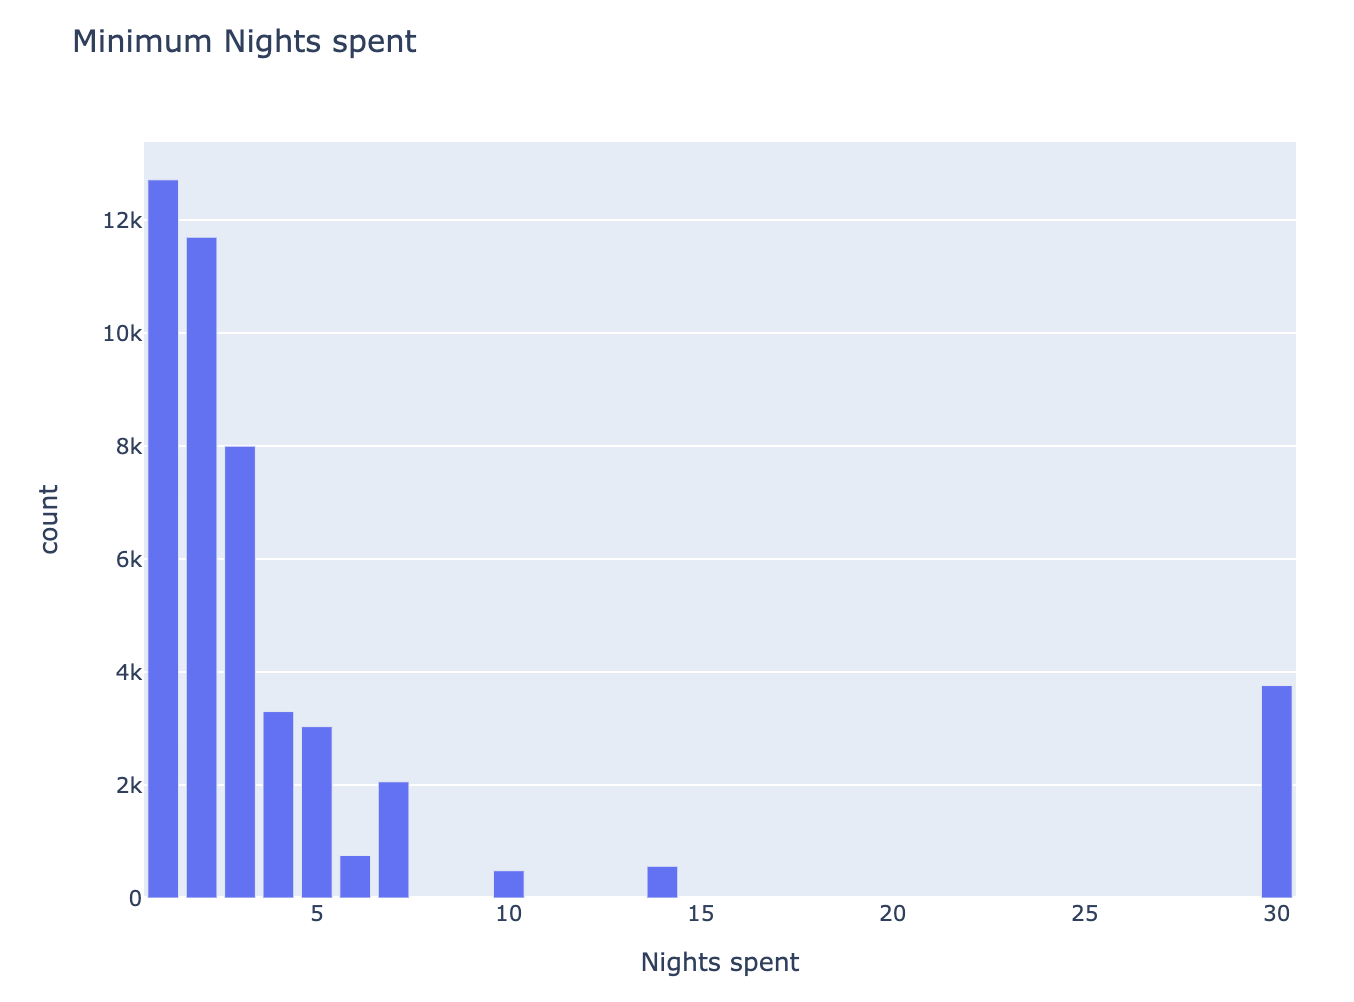 Minimum Nights spent
12k
10k
8k
6k
4k
2k
0
count
5 10 15 20 25 30
Nights spent